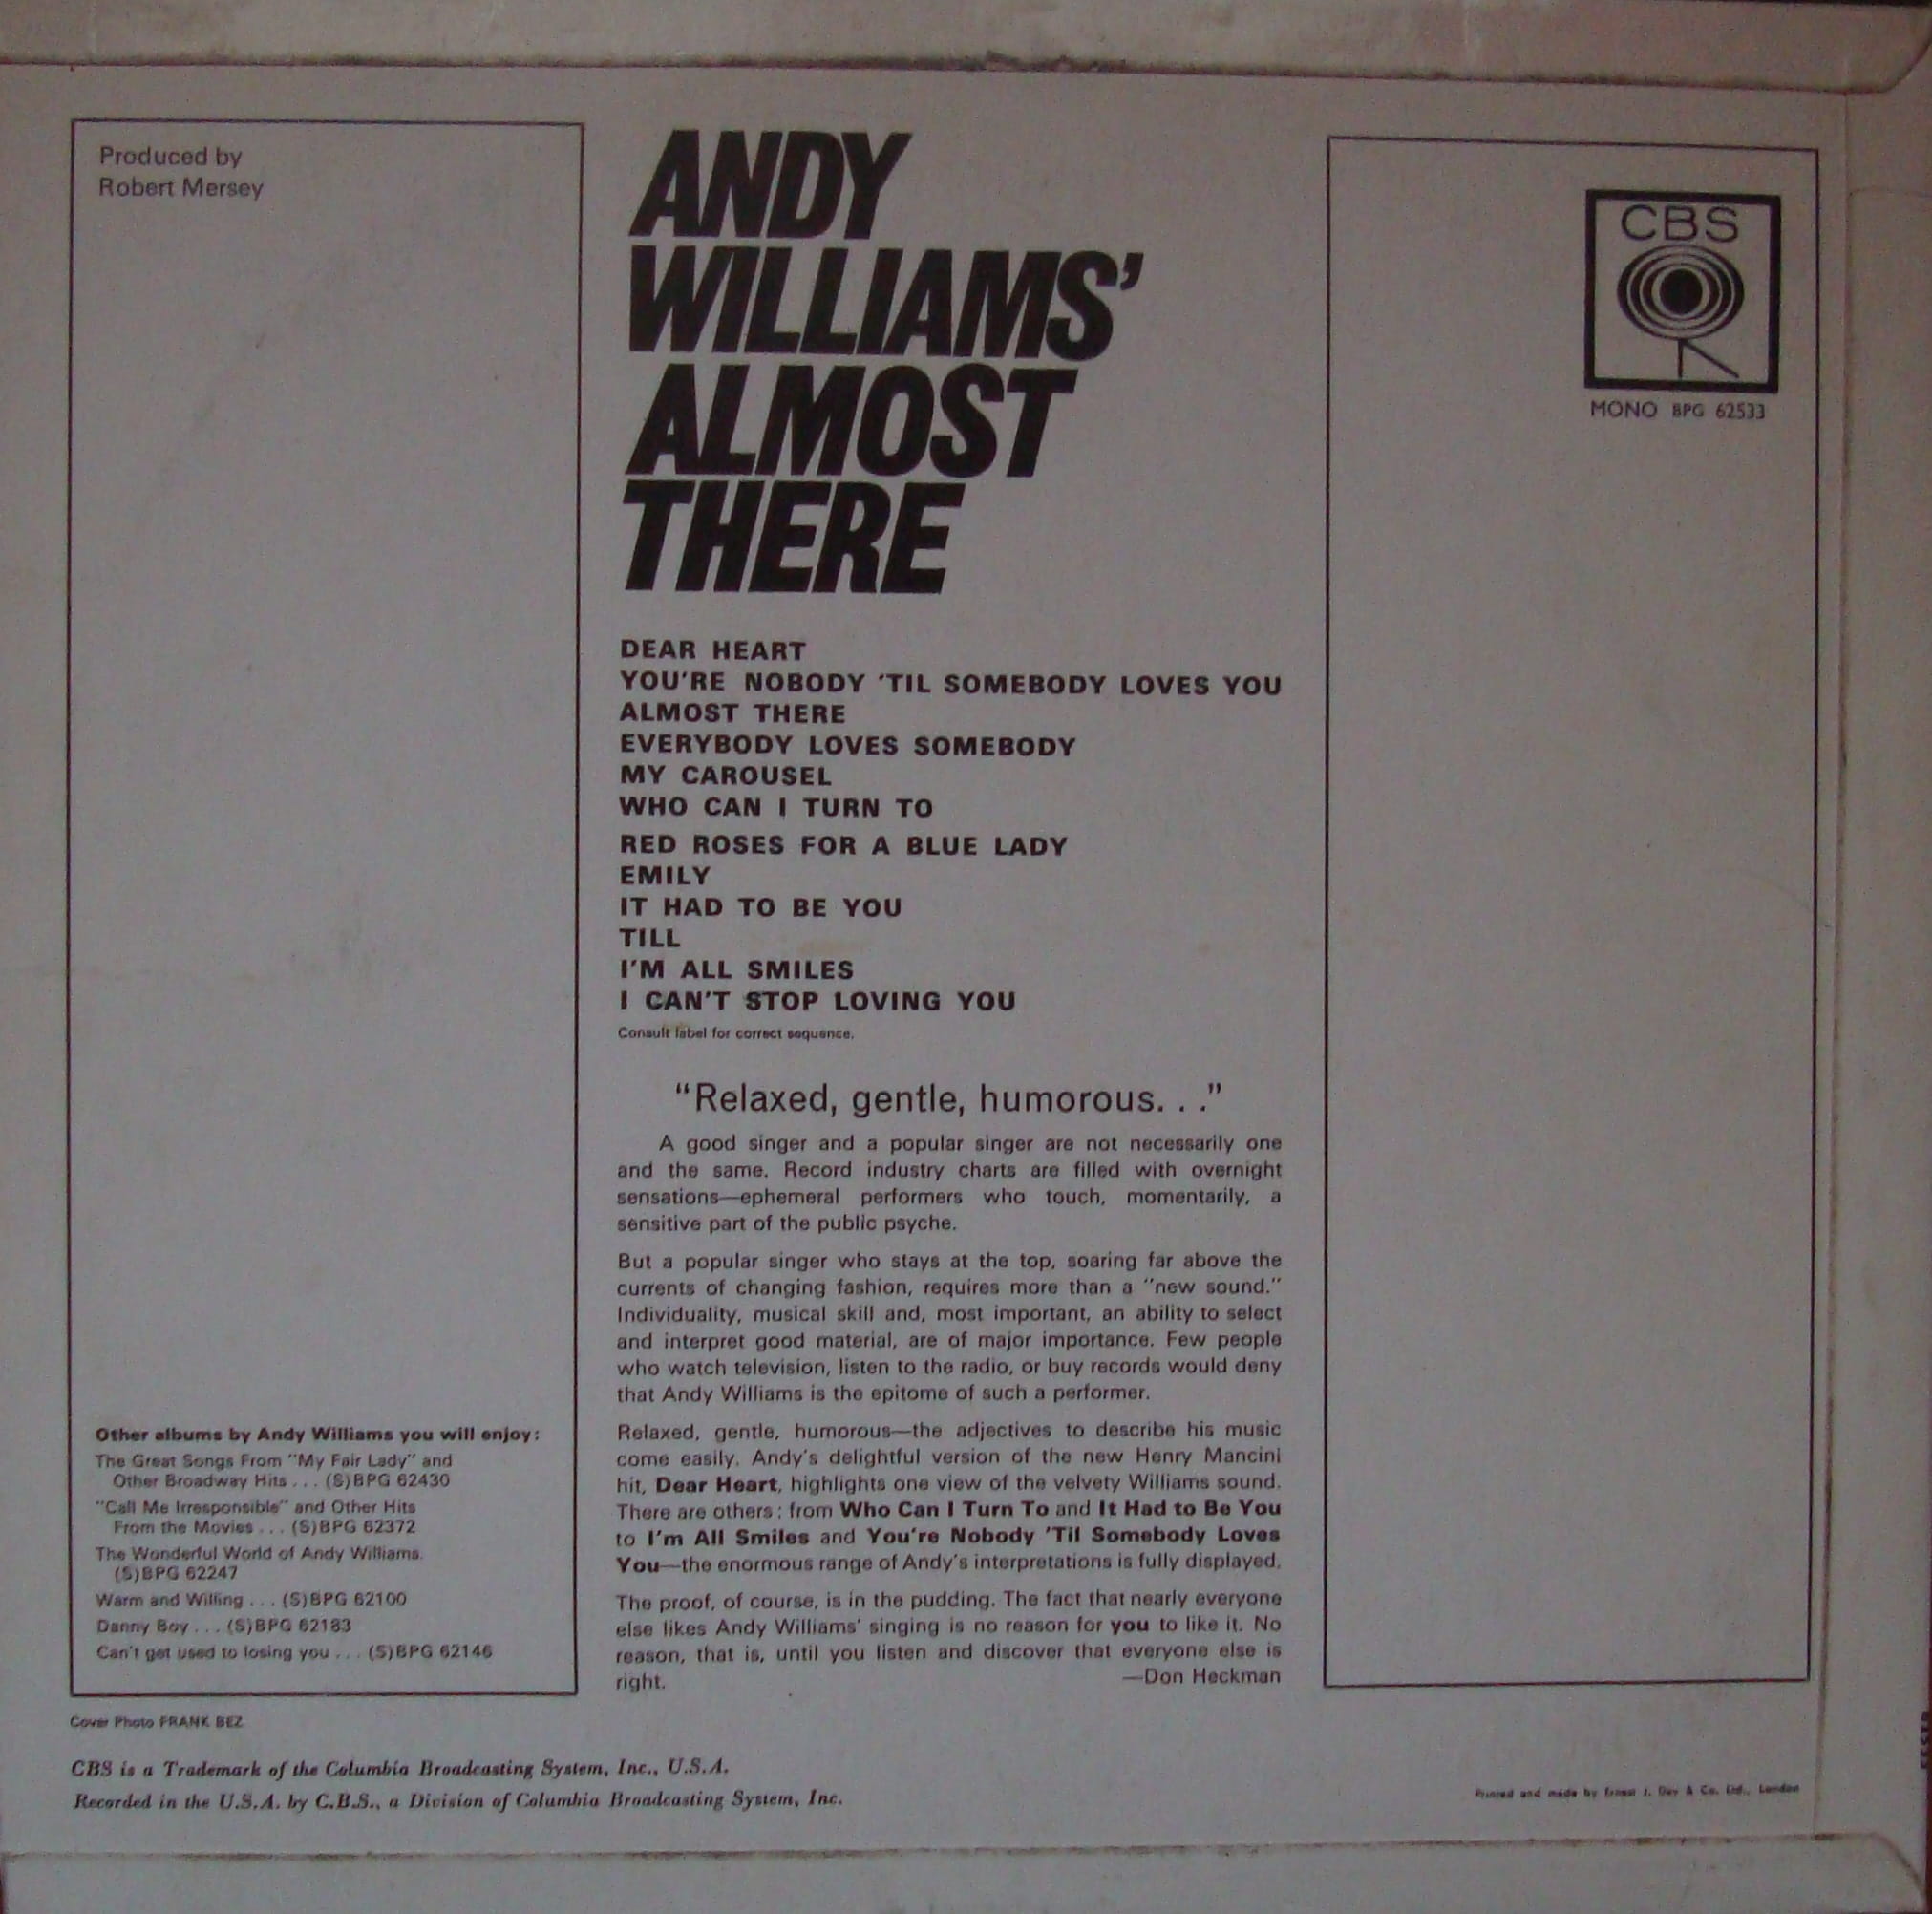 Produced by
Robert Mersey
ANDY
WILLIAMS’
ALMOST
THERE
CBS
MONO BPG 62533
DEAR HEART
YOU’RE NOBODY ’TIL SOMEBODY LOVES YOU
ALMOST THERE
EVERYBODY LOVES SOMEBODY
MY CAROUSEL
WHO CAN I TURN TO
RED ROSES FOR A BLUE LADY
EMILY
IT HAD TO BE YOU
TILL
I’M ALL SMILES
I CAN’T STOP LOVING YOU
Consult label for correct sequence.
“Relaxed, gentle, humorous. . .”
A good singer and a popular singer are not necessarily one
and the same. Record industry charts are filled with overnight
sensations—ephemeral performers who touch, momentarily, a
sensitive part of the public psyche.
But a popular singer who stays at the top, soaring far above the
currents of changing fashion, requires more than a “new sound.”
Individuality, musical skill and, most important, an ability to select
and interpret good material, are of major importance. Few people
who watch television, listen to the radio, or buy records would deny
that Andy Williams is the epitome of such a performer.
Relaxed, gentle, humorous—the adjectives to describe his music
come easily. Andy’s delightful version of the new Henry Mancini
hit, Dear Heart, highlights one view of the velvety Williams sound.
There are others: from Who Can I Turn To and It Had to Be You
to I’m All Smiles and You’re Nobody ’Til Somebody Loves
You—the enormous range of Andy’s interpretations is fully displayed.
The proof, of course, is in the pudding. The fact that nearly everyone
else likes Andy Williams’ singing is no reason for you to like it. No
reason, that is, until you listen and discover that everyone else is
right. —Don Heckman
Other albums by Andy Williams you will enjoy:
The Great Songs From “My Fair Lady” and
Other Broadway Hits . . . (S)BPG 62430
“Call Me Irresponsible” and Other Hits
From the Movies . . . (S)BPG 62372
The Wonderful World of Andy Williams.
(S)BPG 62247
Warm and Willing . . . (S)BPG 62100
Danny Boy . . . (S)BPG 62183
Can’t get used to losing you . . . (S)BPG 62146
Cover Photo FRANK BEZ
CBS is a Trademark of the Columbia Broadcasting System, Inc., U.S.A.
Recorded in the U.S.A. by C.B.S., a Division of Columbia Broadcasting System, Inc.
Printed and made by Ernest J. Day & Co. Ltd., London